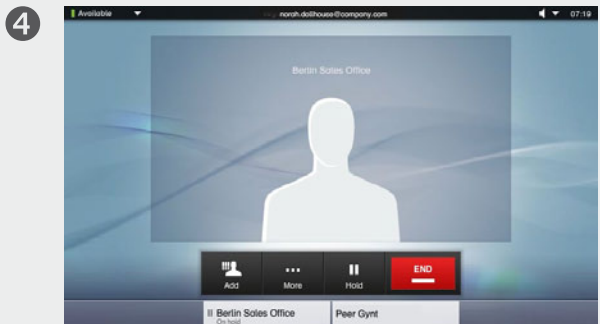 4
Available
norah.dollhouse@company.com
07:19
Berlin Sales Office
Add
More
Hold
END
Berlin Sales Office
On hold
Peer Gynt